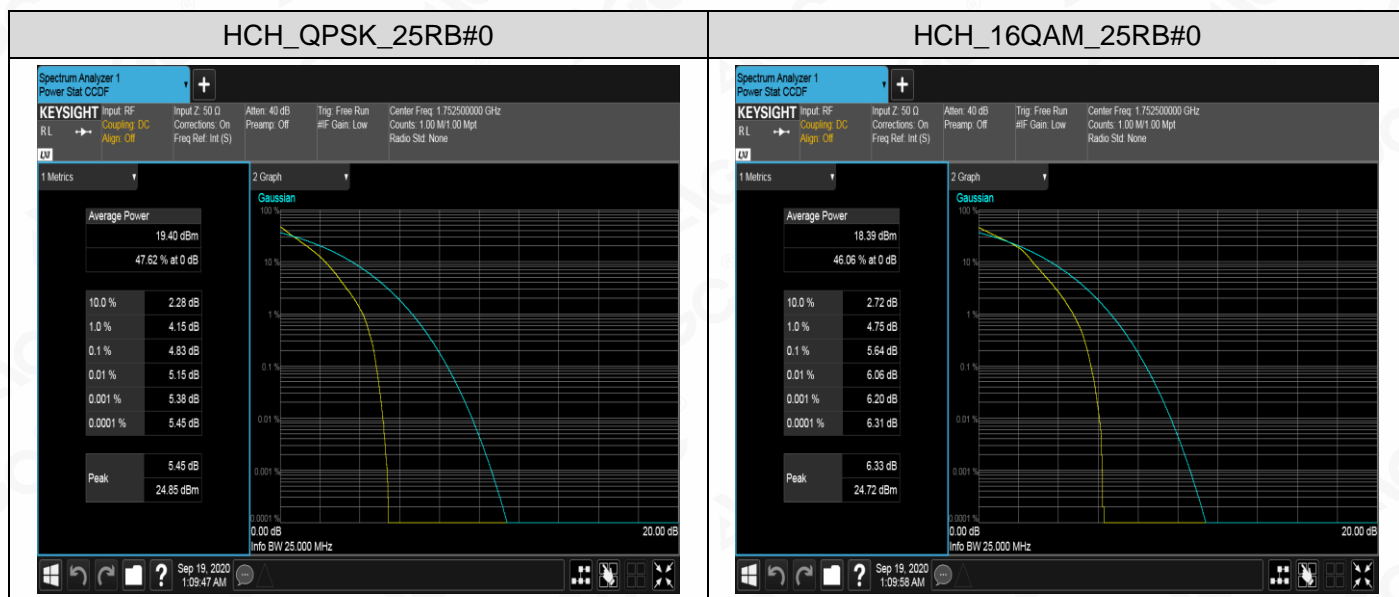 HCH_QPSK_25RB#0
Spectrum Analyzer 1
Power Stat CCDF
+
KEYSIGHT Input: RF
RL
Coupling: DC
Align: Off
Input Z: 50 Ω
Corrections: On
Freq Ref: Int (S)
Atten: 40 dB
Preamp: Off
Trig: Free Run
#IF Gain: Low
Center Freq: 1.752500000 GHz
Counts: 1.00 M/1.00 Mpt
Radio Std: None
LXI
1 Metrics
Average Power
19.40 dBm
47.62 % at 0 dB
10.0 % 2.28 dB
1.0 % 4.15 dB
0.1 % 4.83 dB
0.01 % 5.15 dB
0.001 % 5.38 dB
0.0001 % 5.45 dB
Peak
5.45 dB
24.85 dBm
2 Graph
Gaussian
100 %
10 %
1 %
0.1 %
0.01 %
0.001 %
0.0001 %
0.00 dB 20.00 dB
Info BW 25.000 MHz
?
Sep 19, 2020
1:09:47 AM
HCH_16QAM_25RB#0
Spectrum Analyzer 1
Power Stat CCDF
+
KEYSIGHT Input: RF
RL
Coupling: DC
Align: Off
Input Z: 50 Ω
Corrections: On
Freq Ref: Int (S)
Atten: 40 dB
Preamp: Off
Trig: Free Run
#IF Gain: Low
Center Freq: 1.752500000 GHz
Counts: 1.00 M/1.00 Mpt
Radio Std: None
LXI
1 Metrics
Average Power
18.39 dBm
46.06 % at 0 dB
10.0 % 2.72 dB
1.0 % 4.75 dB
0.1 % 5.64 dB
0.01 % 6.06 dB
0.001 % 6.20 dB
0.0001 % 6.31 dB
Peak
6.33 dB
24.72 dBm
2 Graph
Gaussian
100 %
10 %
1 %
0.1 %
0.01 %
0.001 %
0.0001 %
0.00 dB 20.00 dB
Info BW 25.000 MHz
?
Sep 19, 2020
1:09:58 AM